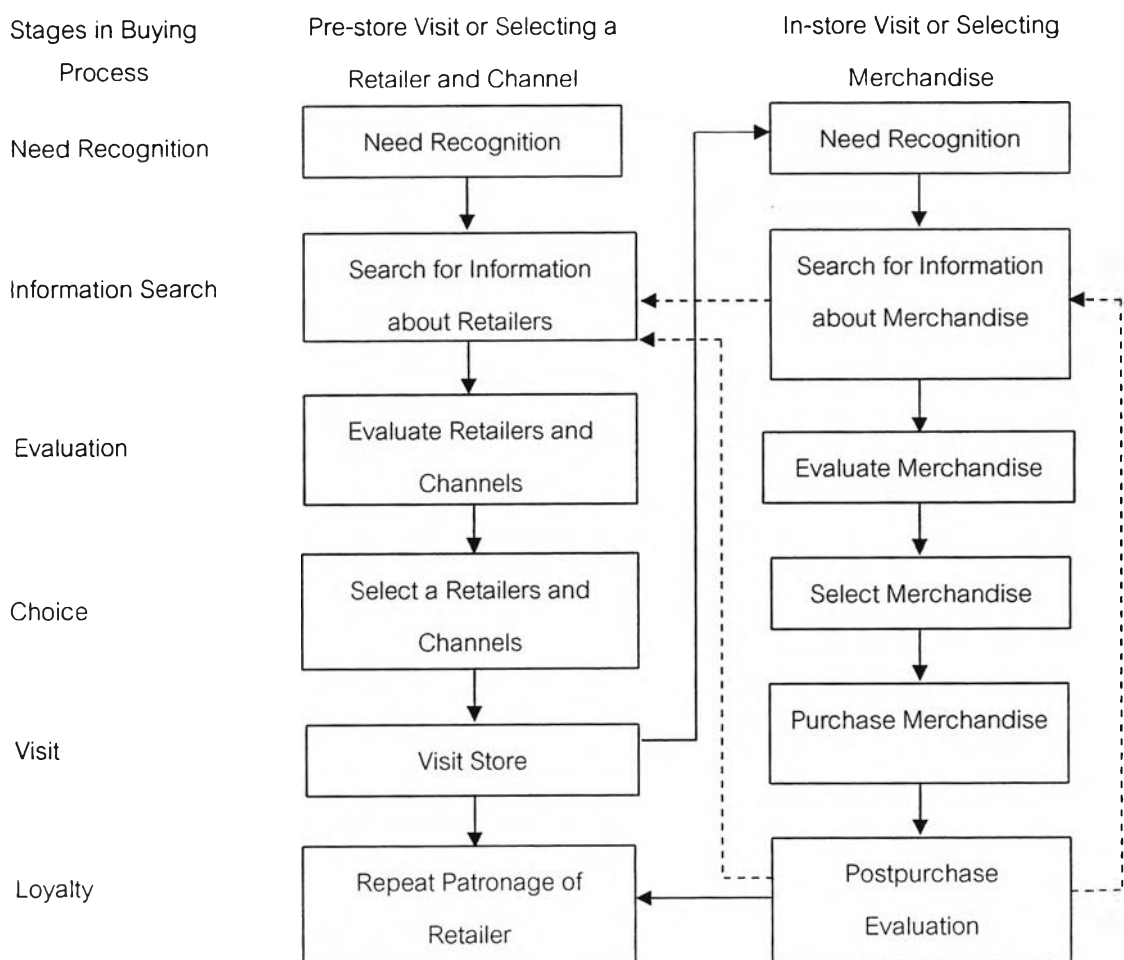 Stages in Buying
Process
Pre-store Visit or Selecting a
Retailer and Channel
In-store Visit or Selecting
Merchandise
Need Recognition
Need Recognition
Need Recognition
Information Search
Search for Information
about Retailers
Search for Information
about Merchandise
Evaluation
Evaluate Retailers and
Channels
Evaluate Merchandise
Choice
Select a Retailers and
Channels
Select Merchandise
Visit
Visit Store
Purchase Merchandise
Loyalty
Repeat Patronage of
Retailer
Postpurchase
Evaluation